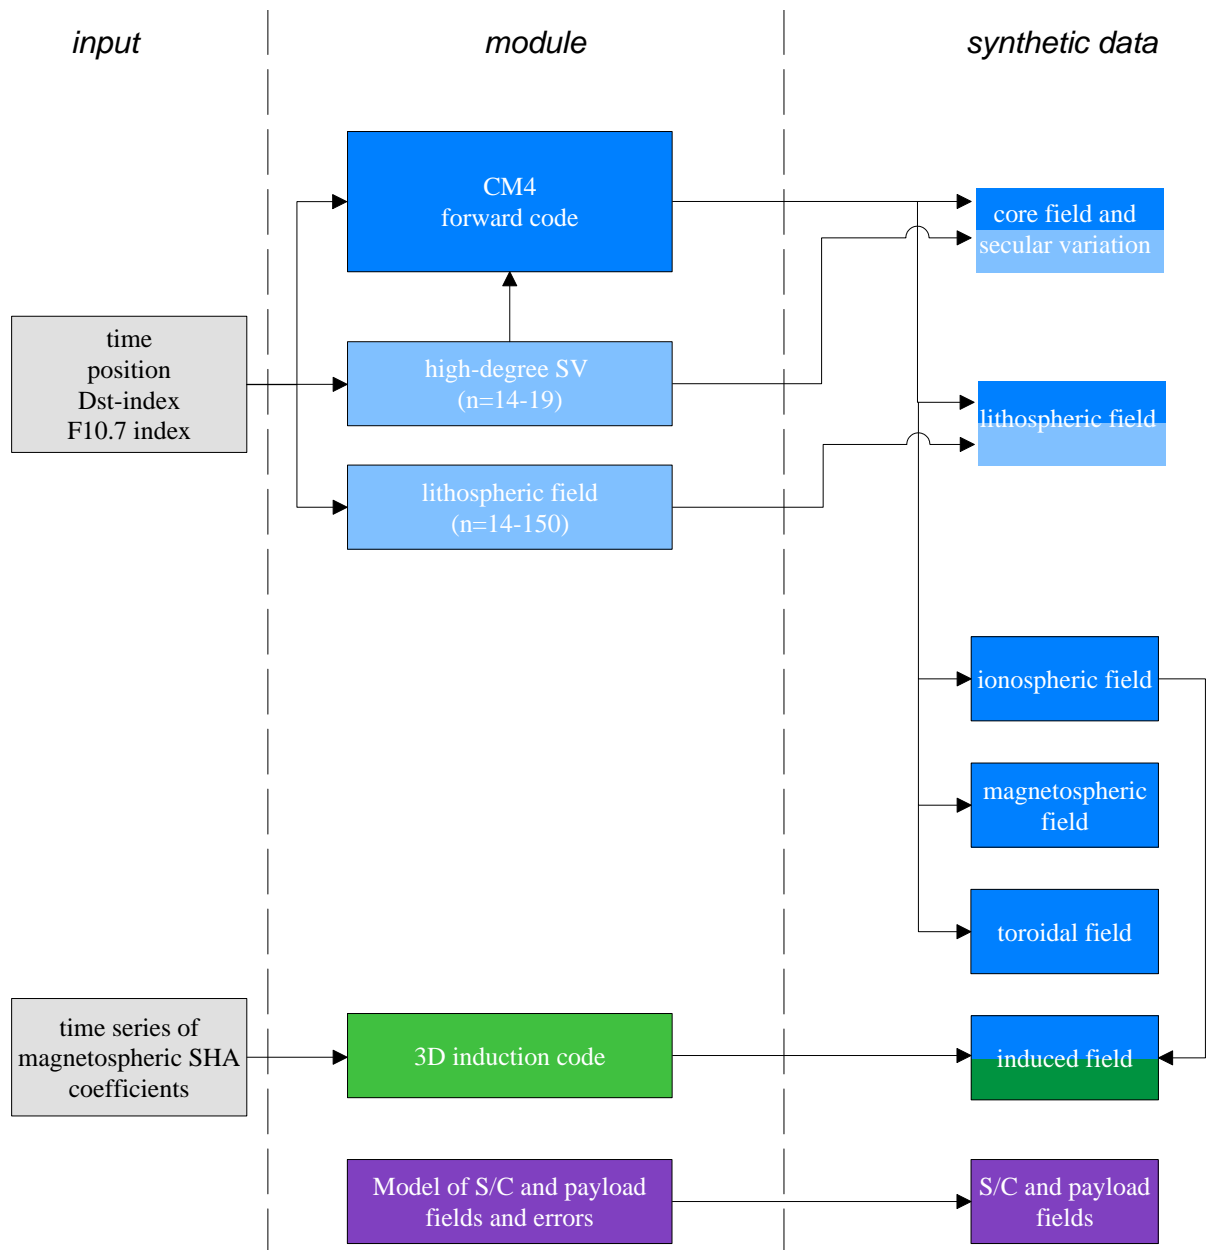 input
module
synthetic data
CM4
forward code
core field and
secular variation
time
position
Dst-index
F10.7 index
high-degree SV
(n=14-19)
lithospheric field
lithospheric field
(n=14-150)
ionospheric field
magnetospheric
field
toroidal field
time series of
magnetospheric SHA
coefficients
3D induction code
induced field
Model of S/C and payload
fields and errors
S/C and payload
fields